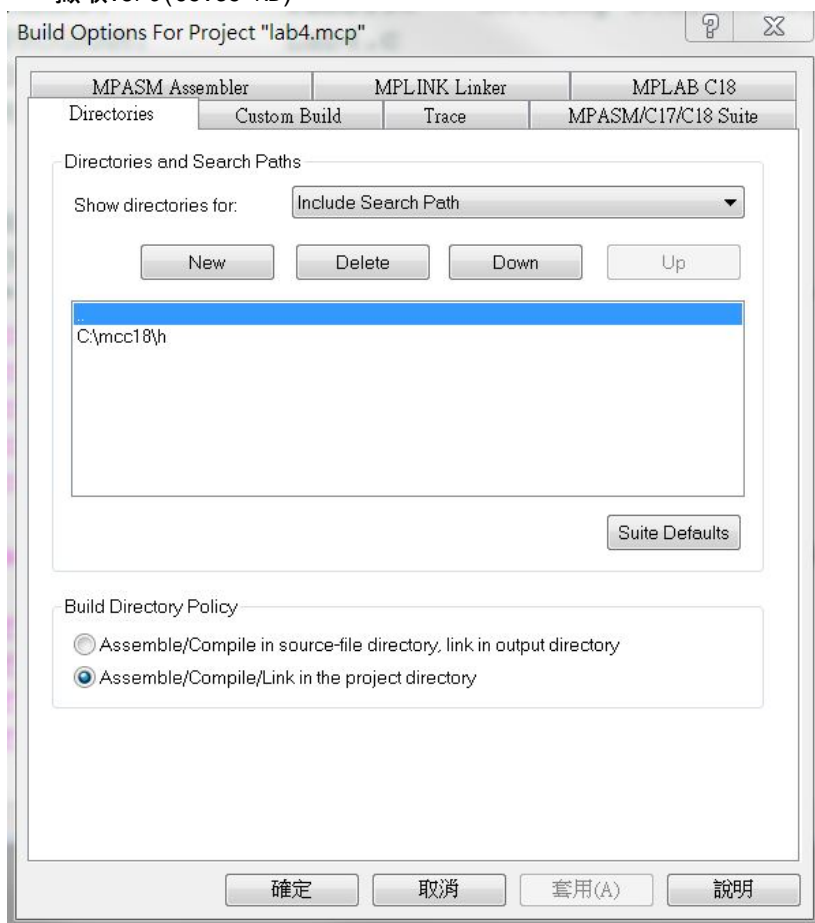 Build Options For Project "lab4.mcp"
MPASM Assembler MPLINK Linker MPLAB C18
Directories Custom Build Trace MPASM/C17/C18 Suite
Directories and Search Paths
Show directories for: Include Search Path
New Delete Down Up
..
C:\mcc18\h
Suite Defaults
Build Directory Policy
Assemble/Compile in source-file directory, link in output directory
Assemble/Compile/Link in the project directory
確定 取消 套用(A) 說明